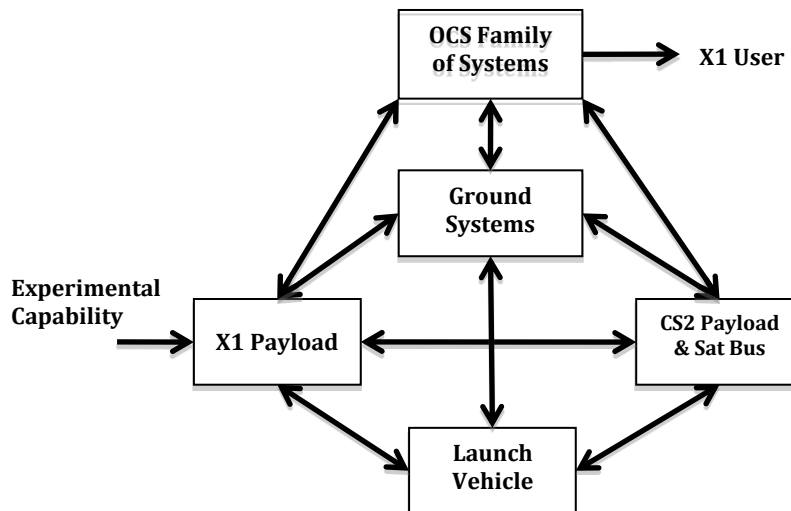 OCS Family
of Systems
X1 User
Ground
Systems
Experimental
Capability
X1 Payload
CS2 Payload
& Sat Bus
Launch
Vehicle